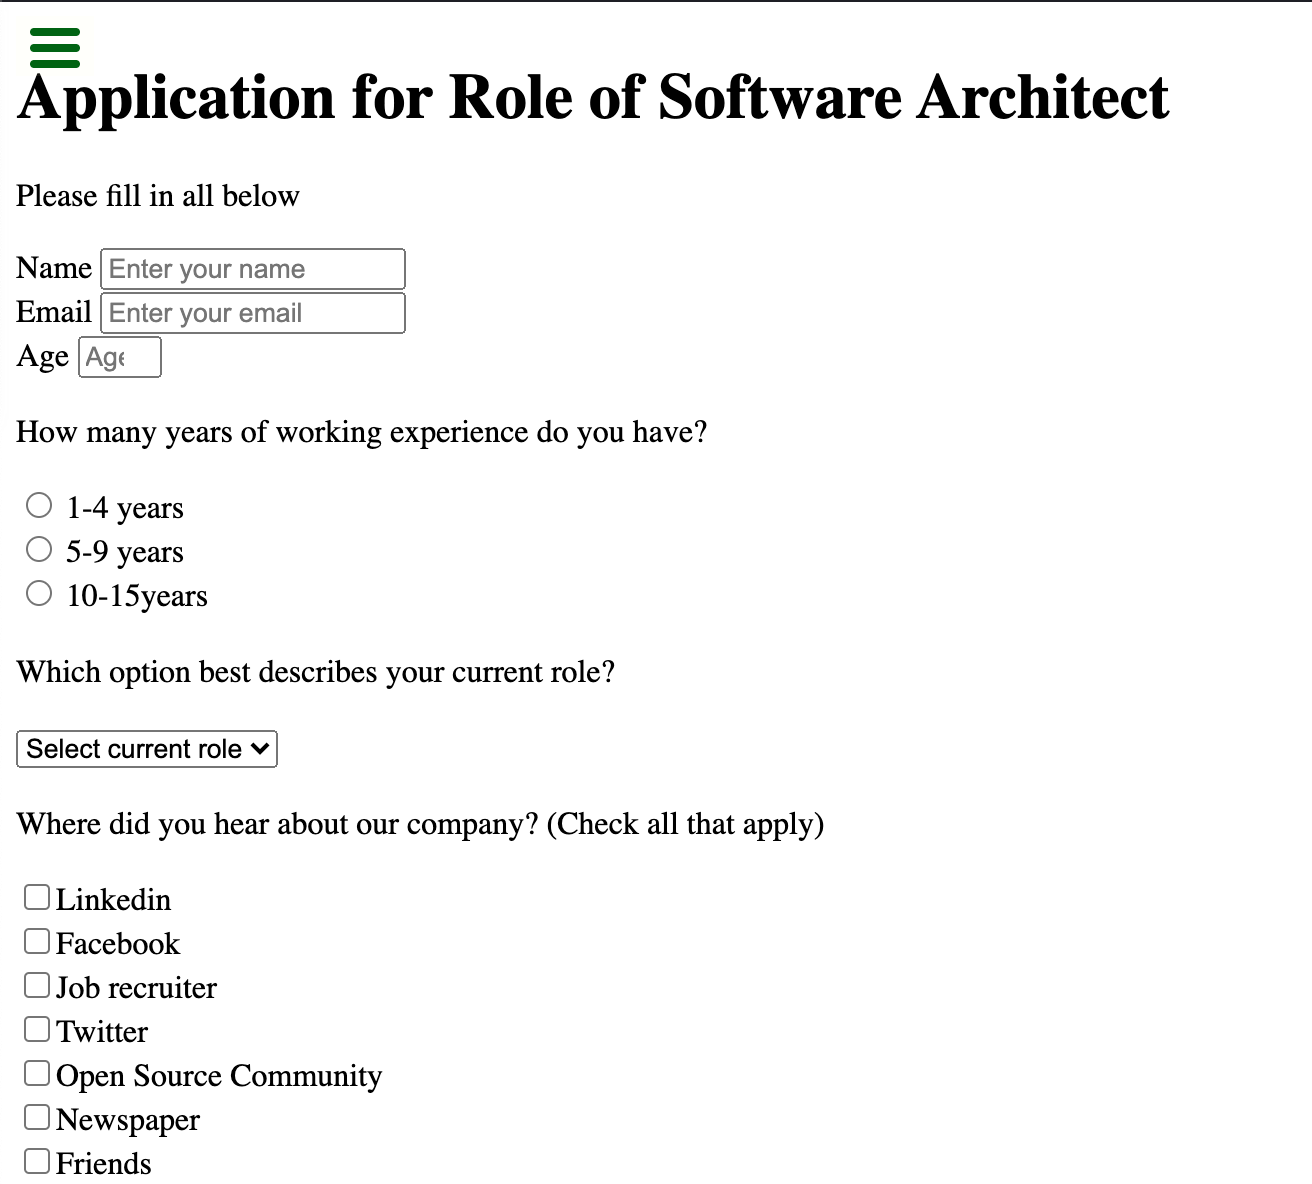 Application for Role of Software Architect
Please fill in all below
Name Enter your name
Email Enter your email
Age Age
How many years of working experience do you have?
1-4 years
5-9 years
10-15years
Which option best describes your current role?
Select current role
Where did you hear about our company? (Check all that apply)
Linkedin
Facebook
Job recruiter
Twitter
Open Source Community
Newspaper
Friends